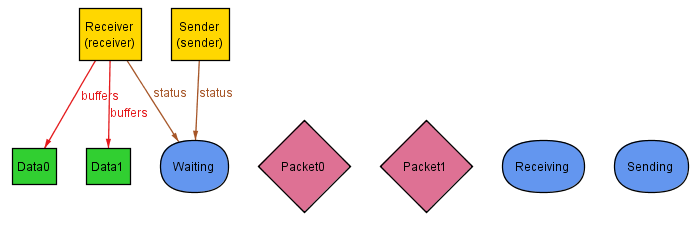 Receiver
(receiver)
Sender
(sender)
buffers
buffers
status
status
Data0
Data1
Waiting
Packet0
Packet1
Receiving
Sending